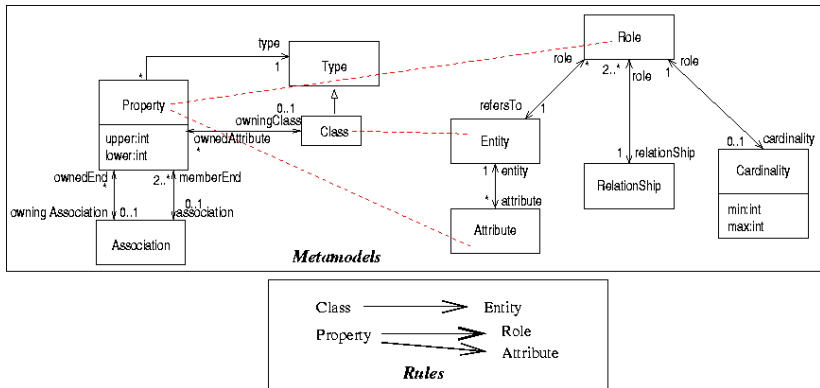 type
*
1
Type
Property
upper:int
lower:int
owningClass
0..1
ownedAttribute
*
Class
ownedEnd
*
2..*
memberEnd
owning Association
0..1
0..1
association
Association
Role
role
*
2..*
role
1
role
refersTo
1
Entity
1
entity
*
attribute
Attribute
1
relationShip
RelationShip
0..1
cardinality
Cardinality
min:int
max:int
Metamodels
Class
Entity
Property
Role
Attribute
Rules